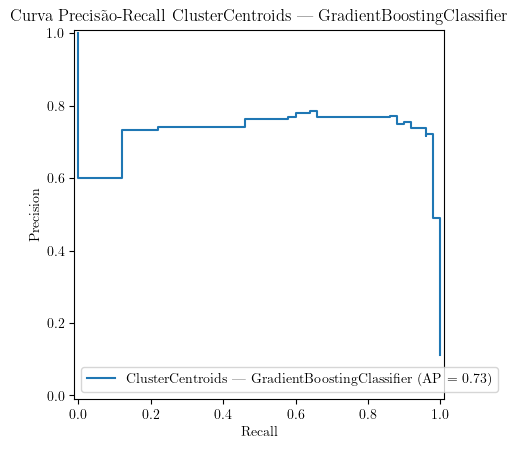 Curva Precisão-Recall ClusterCentroids — GradientBoostingClassifier
1.0
0.8
0.6
0.4
0.2
0.0
Precision
ClusterCentroids — GradientBoostingClassifier (AP = 0.73)
0.0 0.2 0.4 0.6 0.8 1.0
Recall